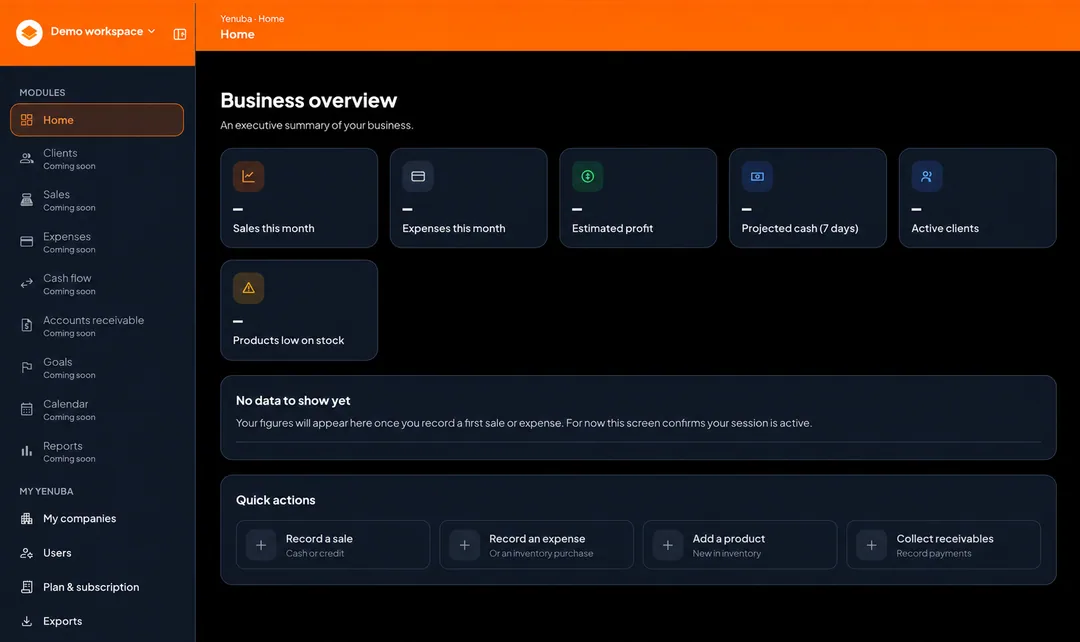 Demo workspace
Yenuba · Home
Home
MODULES
Home
Clients
Coming soon
Sales
Coming soon
Expenses
Coming soon
Cash flow
Coming soon
Accounts receivable
Coming soon
Goals
Coming soon
Calendar
Coming soon
Reports
Coming soon
MY YENUBA
My companies
Users
Plan & subscription
Exports
Business overview
An executive summary of your business.
–
Sales this month
–
Expenses this month
–
Estimated profit
–
Projected cash (7 days)
–
Active clients
–
Products low on stock
No data to show yet
Your figures will appear here once you record a first sale or expense. For now this screen confirms your session is active.
Quick actions
Record a sale
Cash or credit
Record an expense
Or an inventory purchase
Add a product
New in inventory
Collect receivables
Record payments